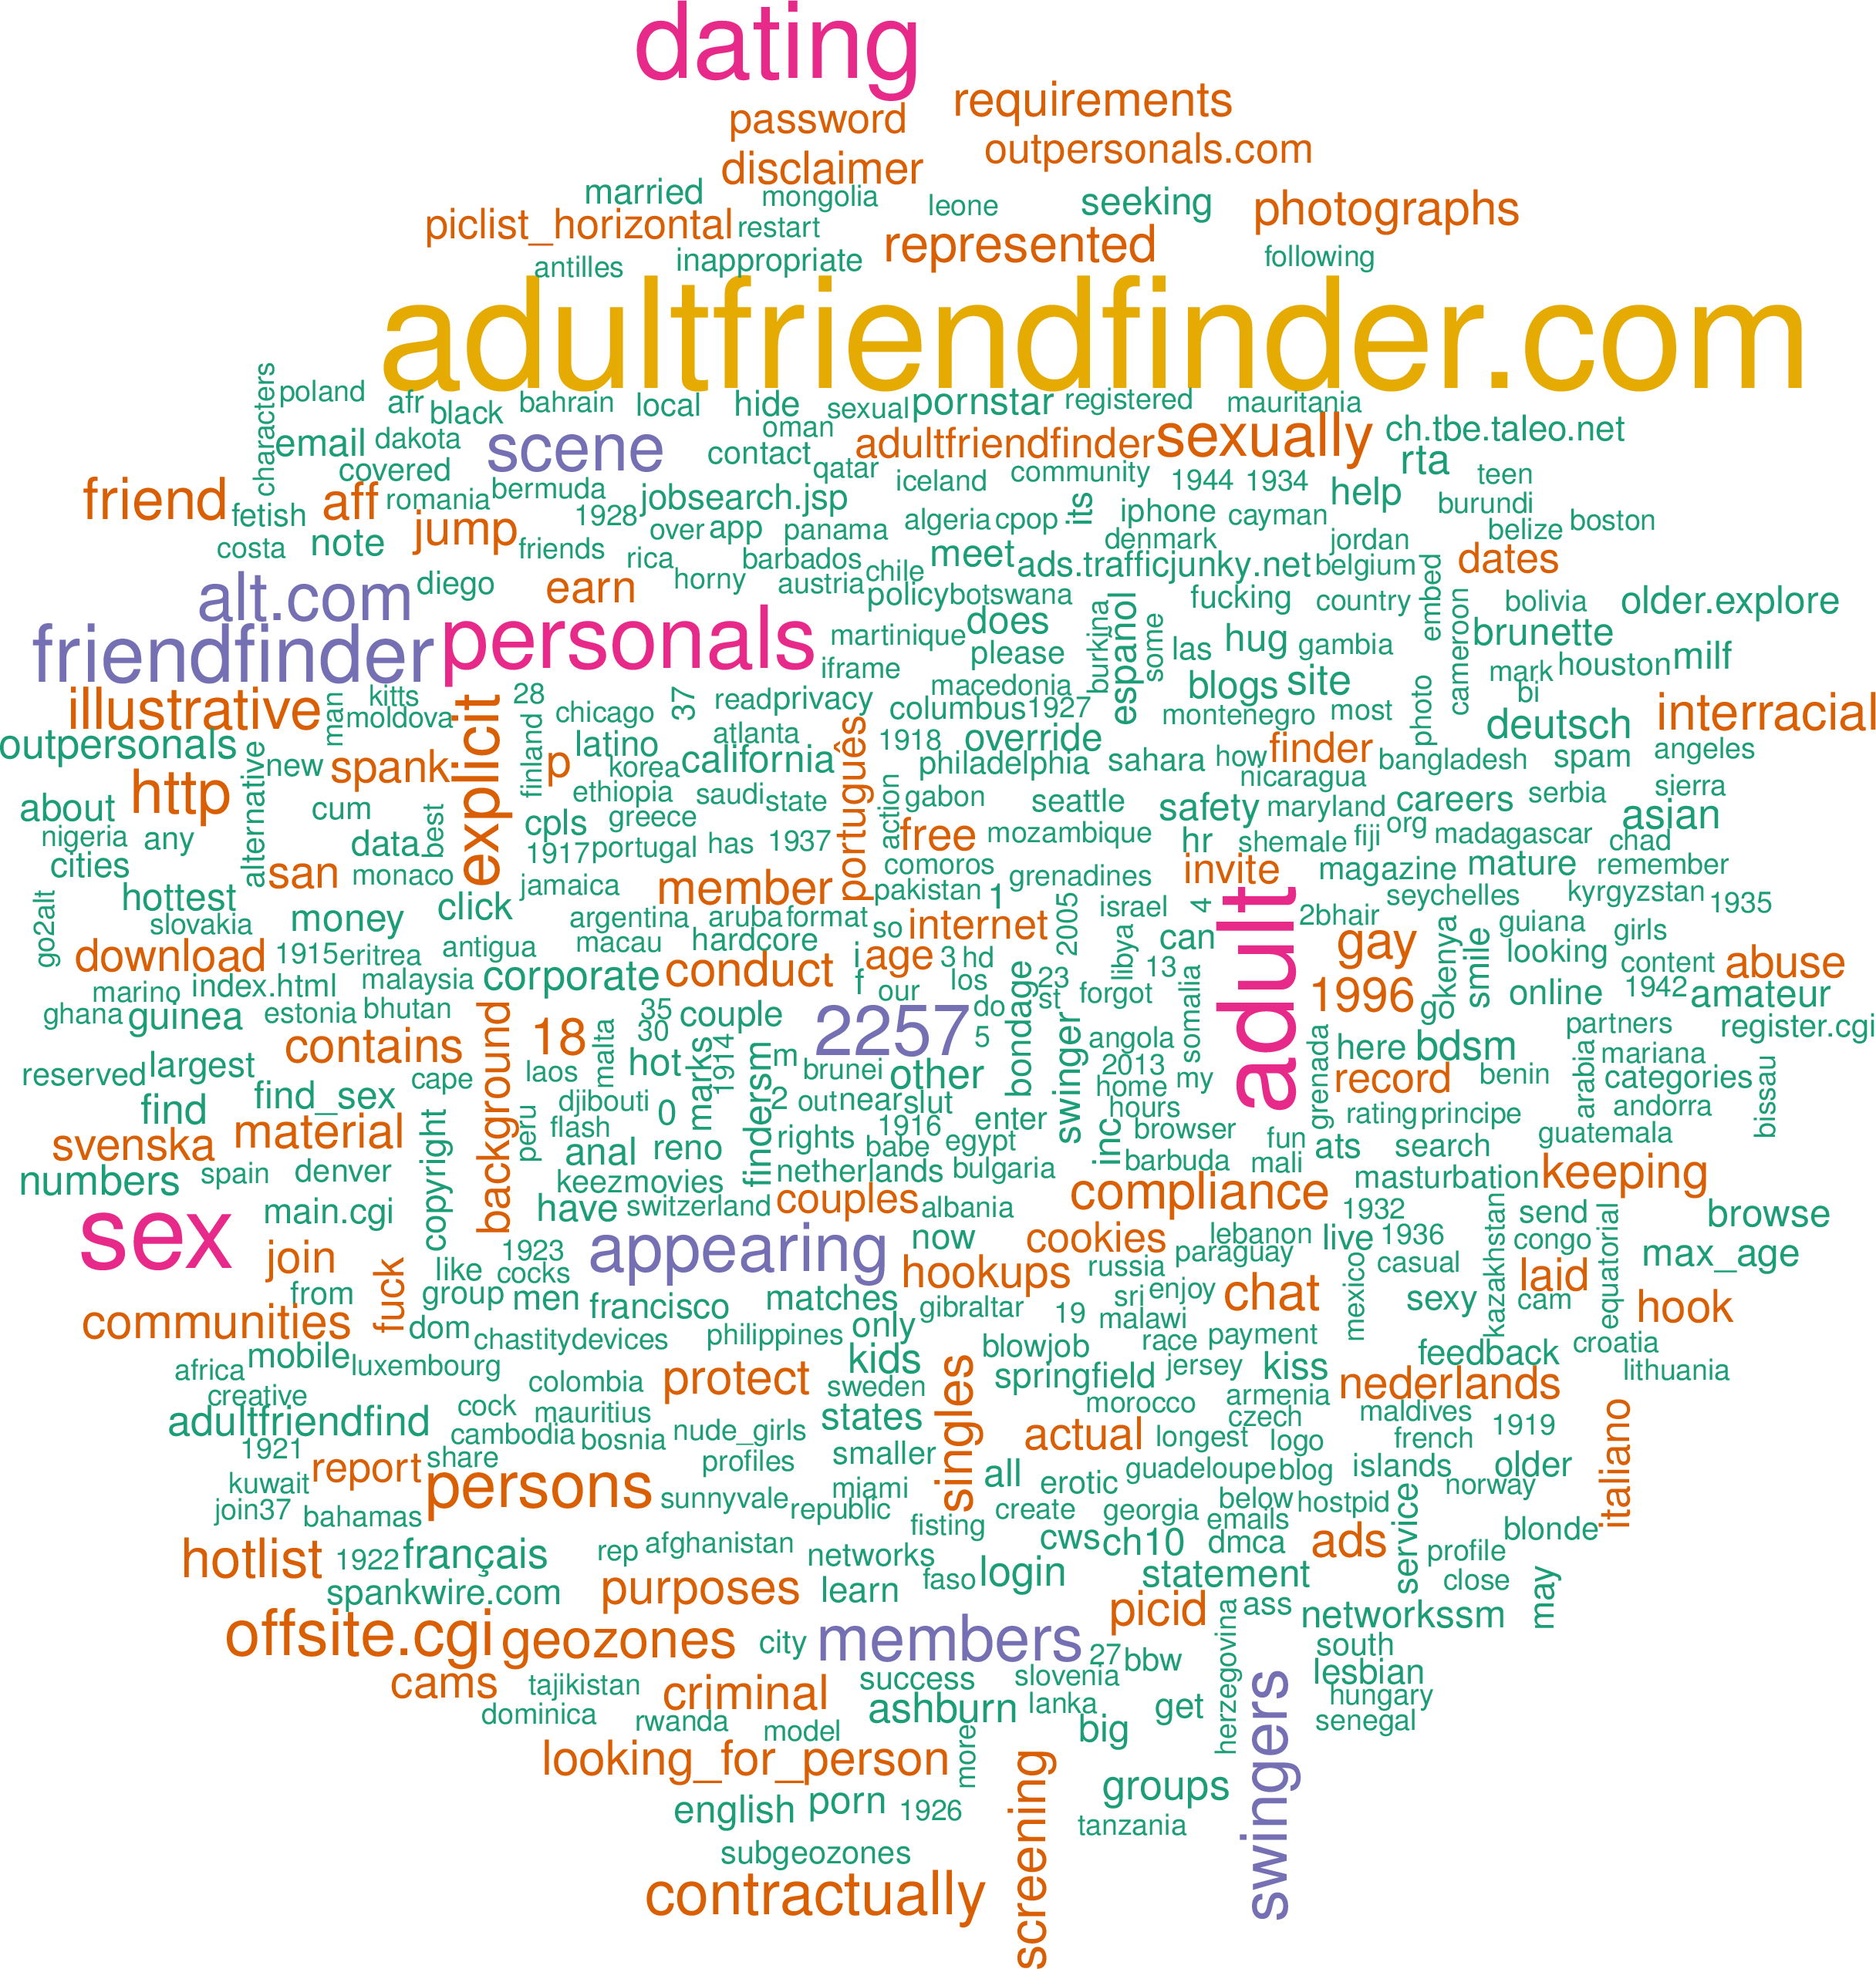 dating
requirements
password
outpersonals.com
disclaimer
married
mongolia
leone
seeking
photographs
piclist_horizontal
restart
represented
following
antilles
inappropriate
adultfriendfinder.com
characters
poland
afr
black
bahrain
local
hide
sexual
pornstar
registered
mauritania
email
dakota
scene
oman
contact
adultfriendfinder
sexually
ch.tbe.taleo.net
covered
qatar
iceland
community
1944
1934
rta
teen
friend
aff
romania
bermuda
jobsearch.jsp
help
burundi
fetish
jump
1928
over
app
panama
algeria
cpop
its
iphone
cayman
belize
boston
costa
note
friends
rica
barbados
meet
denmark
jordan
dates
alt.com
diego
earn
horny
austria
chile
ads.trafficjunky.net
belgium
embed
policy
botswana
fucking
country
cameroon
bolivia
older.explore
friendfinder
personals
martinique
does
burkina
español
some
las
hug
gambia
brunette
iframe
please
mark
houston
milf
illustrative
man
kitts
moldova
explicit
28
chicago
37
read
privacy
macedonia
columbus
1927
blogs
site
montenegro
most
photo
bi
deutsch
interracial
outpersonals
alternative
new
spank
finland
p
latino
korea
atlanta
california
português
1918
override
philadelphia
sahara
how
finder
nicaragua
bangladesh
spam
angeles
about
http
cum
best
ethiopia
saudi
state
action
gabon
seattle
safety
maryland
careers
serbia
sierra
asian
nigeria
any
data
cpls
greece
1917
portugal
has
1937
free
mozambique
hr
shemale
fiji
org
madagascar
chad
cities
san
monaco
jamaica
member
comoros
pakistan
1
grenadines
invite
magazine
mature
remember
go2alt
hottest
slovakia
money
click
argentina
aruba
format
so
internet
2005
israel
4
adult
2bhair
seychelles
kyrgyzstan
1935
download
1915
eritrea
antigua
macau
hardcore
i
age
3
hd
libya
can
gay
kenya
smile
guiana
looking
girls
content
abuse
marino
index.html
malaysia
corporate
conduct
f
our
los
bondage
23
st
13
forgot
somalia
1996
go
online
1942
amateur
ghana
guinea
estonia
bhutan
background
18
malta
35
30
couple
2257
do
5
swinger
angola
grenada
here
bdsm
partners
arabia
mariana
register.cgi
reserved
largest
contains
cape
laos
hot
marks
1914
findersm
m
brunei
other
2013
home
my
record
benin
categories
bissau
find
find_sex
copyright
peru
djibouti
flash
0
2
out
near
slut
enter
inc
hours
browser
rating
principe
andorra
svenska
material
anal
reno
rights
1916
babe
egypt
fun
ats
search
guatemala
numbers
spain
denver
keezmovies
netherlands
bulgaria
barbuda
mali
masturbation
keeping
sex
main.cgi
have
switzerland
couples
albania
compliance
1932
kazakhstan
send
equatorial
browse
join
1923
appearing
now
cookies
lebanon
paraguay
live
1936
congo
max_age
from
fuck
like
cocks
hookups
russia
sri
enjoy
chat
mexico
casual
laid
communities
group
men
francisco
matches
gibraltar
19
malawi
sexy
cam
hook
dom
chastitydevices
philippines
only
blowjob
race
payment
croatia
africa
mobile
luxembourg
kids
springfield
jersey
kiss
feedback
lithuania
creative
colombia
protect
sweden
singles
morocco
armenia
nederlands
italiano
adultfriendfind
cock
mauritius
states
actual
czech
maldives
1919
1921
cambodia
bosnia
nude_girls
smaller
longest
logo
french
kuwait
report
share
profiles
all
erotic
guadeloupe
blog
islands
older
join37
bahamas
persons
sunnyvale
miami
republic
create
georgia
below
emails
hostpid
norway
hotlist
1922
français
rep
afghanistan
networks
fisting
cws
ch10
dmca
ads
service
profile
blonde
spankwire.com
purposes
learn
faso
login
statement
close
may
offsite.cgi
geozones
city
members
picid
herzegovina
ass
networkssm
27
bbw
south
cams
tajikistan
criminal
success
slovenia
swingers
lesbian
hungary
dominica
rwanda
model
ashburn
lanka
big
get
senegal
looking_for_person
more
screening
groups
english
porn
1926
tanzania
subgeozones
contractually